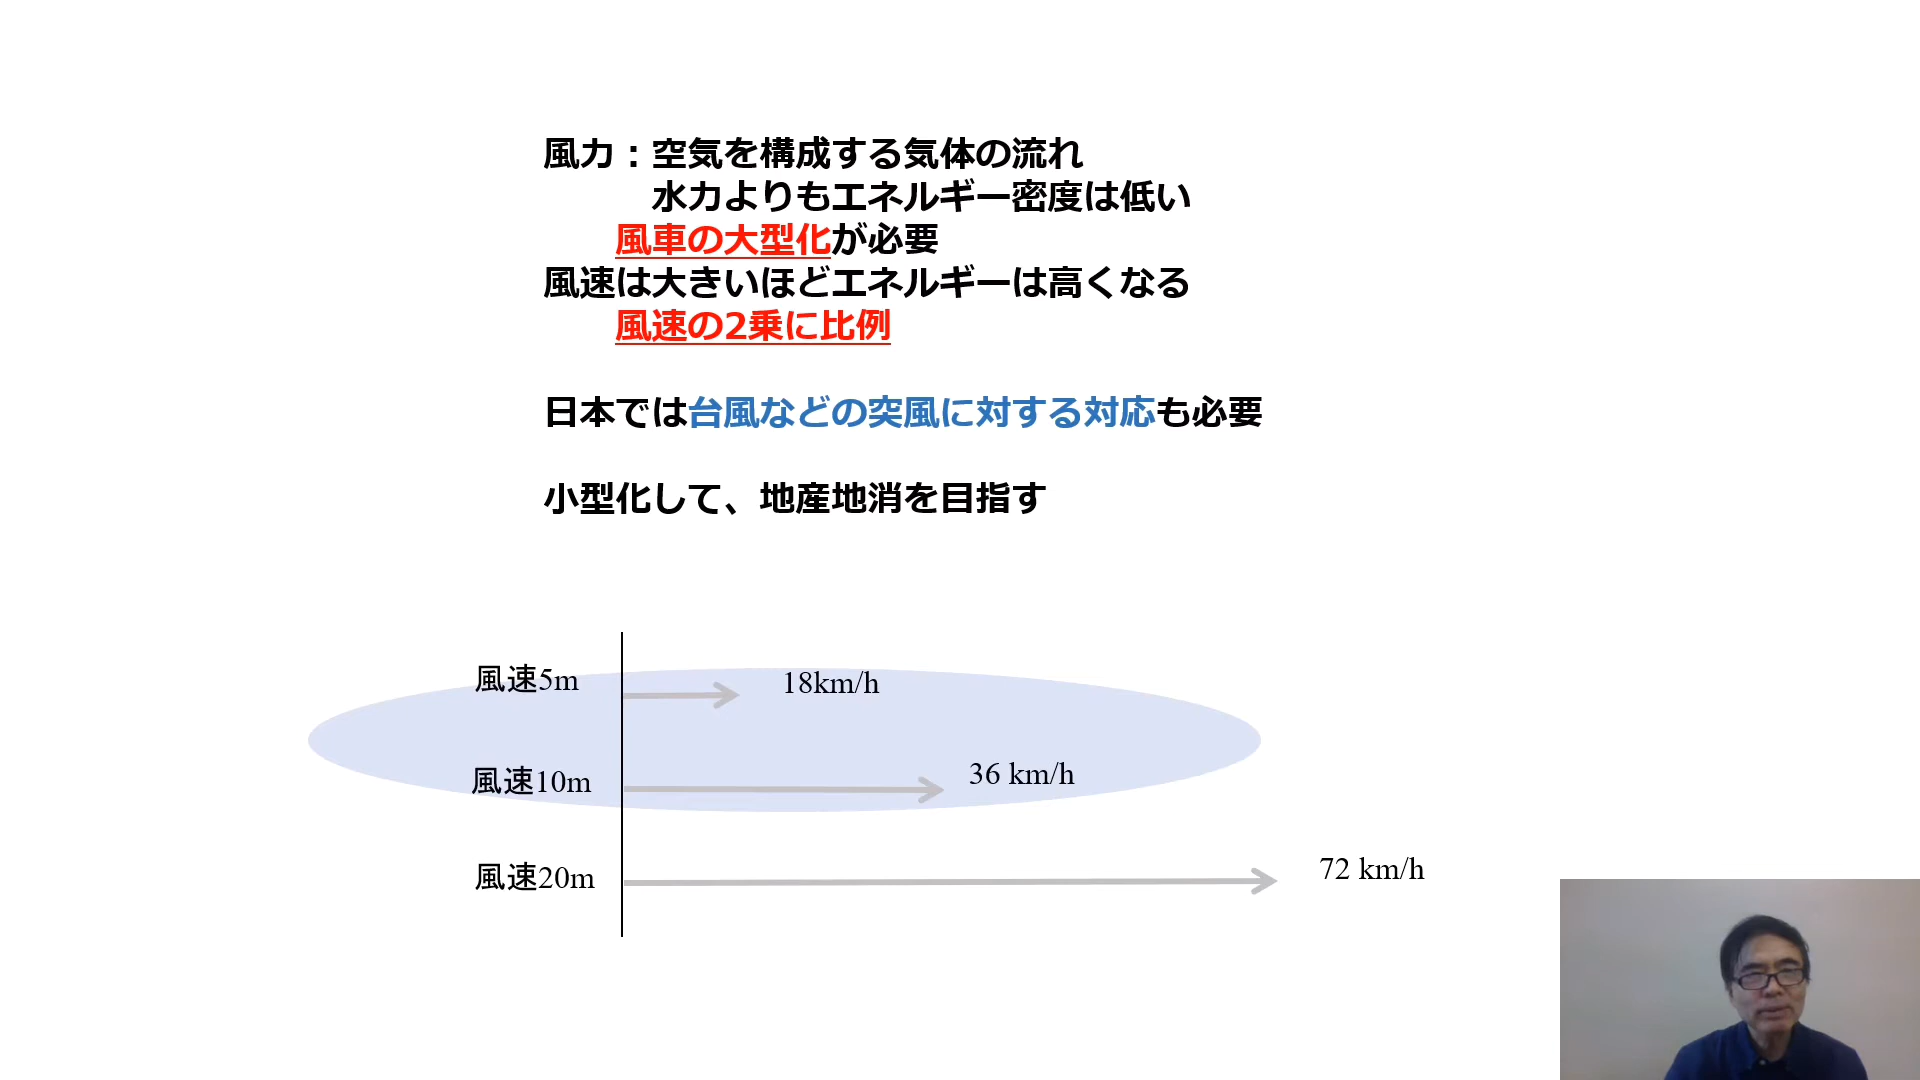 風力：空気を構成する気体の流れ
水力よりもエネルギー密度は低い
風車の大型化が必要
風速は大きいほどエネルギーは高くなる
風速の2乗に比例
日本では台風などの突風に対する対応も必要
小型化して、地産地消を目指す
風速5m
18km/h
風速10m
36 km/h
風速20m
72 km/h